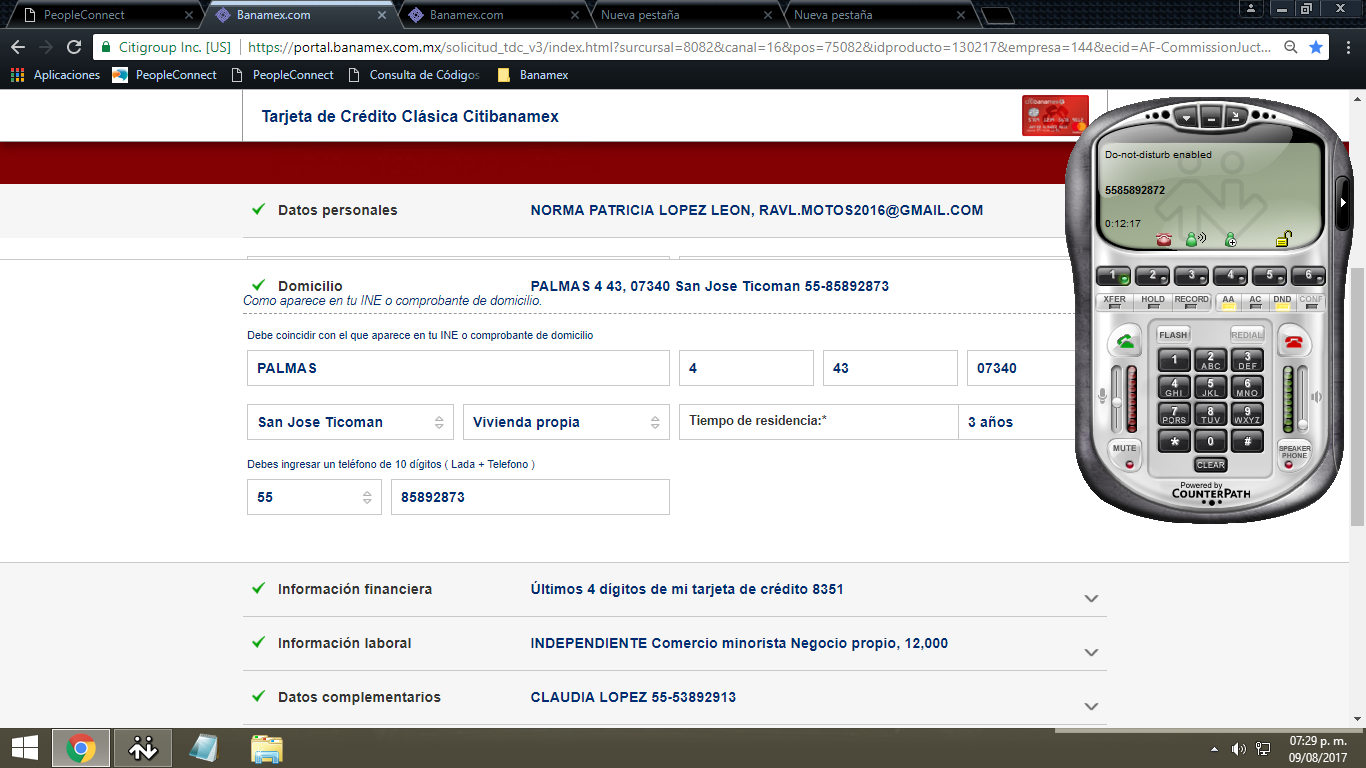 PeopleConnect
Banamex.com
Banamex.com
Nueva pestaña
Nueva pestaña
Citigroup Inc. [US]
https://portal.banamex.com.mx/solicitud_tdc_v3/index.html?sursursal=8082&canal=16&pos=75082&idproducto=130217&empresa=144&ecid=AF-CommissionJuct...
Aplicaciones
PeopleConnect
PeopleConnect
Consulta de Códigos
Banamex
Tarjeta de Crédito Clásica Citibanamex
Datos personales
NORMA PATRICIA LOPEZ LEON, RAVL.MOTOS2016@GMAIL.COM
Domicilio
PALMAS 4 43, 07340 San Jose Ticoman 55-85892873
Como aparece en tu INE o comprobante de domicilio.
Debe coincidir con el que aparece en tu INE o comprobante de domicilio
PALMAS
4
43
07340
San Jose Ticoman
Vivienda propia
Tiempo de residencia:*
3 años
Debes ingresar un teléfono de 10 dígitos ( Lada + Telefono )
55
85892873
Información financiera
Últimos 4 dígitos de mi tarjeta de crédito 8351
Información laboral
INDEPENDIENTE Comercio minorista Negocio propio, 12,000
Datos complementarios
CLAUDIA LOPEZ 55-53892913
Do-not-disturb enabled
5585892872
0:12:17
1 2 3 4 5 6
XFER HOLD RECORD AA AC DND CONF
FLASH REDIAL
1 2 ABC 3 DEF
4 GHI 5 JKL 6 MNO
7 PQRS 8 TUV 9 WXYZ
* 0 #
MUTE
SPEAKER PHONE
CLEAR
Powered by
COUNTERPATH
07:29 p. m.
09/08/2017